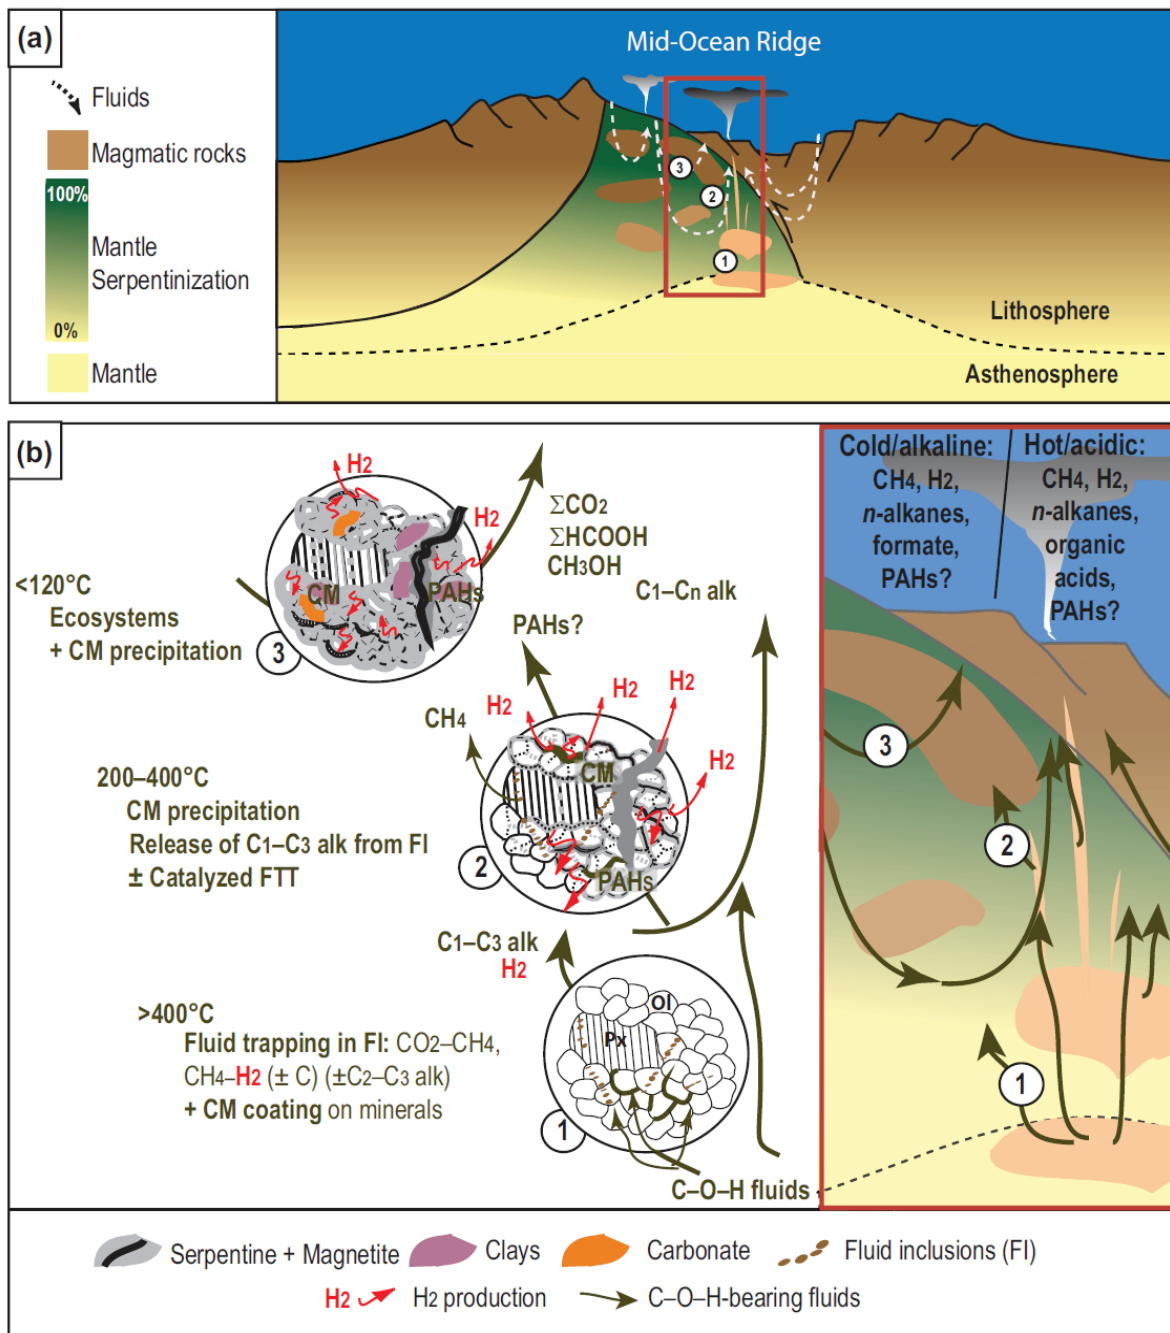 (a)
Mid-Ocean Ridge
Fluids
Magmatic rocks
100%
Mantle
Serpentinization
0%
Mantle
3
2
1
Lithosphere
Asthenosphere
(b)
H2
H2
ΣCO2
ΣHCOOH
CH3OH
C1–Cn alk
<120°C
Ecosystems
+ CM precipitation
CM
PAHs
3
PAHs?
CH4
H2
H2
H2
H2
200–400°C
CM precipitation
Release of C1–C3 alk from FI
± Catalyzed FTT
CM
PAHs
2
C1–C3 alk
H2
>400°C
Fluid trapping in FI: CO2–CH4,
CH4–H2 (± C) (±C2–C3 alk)
+ CM coating on minerals
Ol
Px
1
C–O–H fluids
Cold/alkaline:
CH4, H2,
n-alkanes,
formate,
PAHs?
Hot/acidic:
CH4, H2,
n-alkanes,
organic
acids,
PAHs?
3
2
1
Serpentine + Magnetite
Clays
Carbonate
Fluid inclusions (FI)
H2
H2 production
C–O–H-bearing fluids